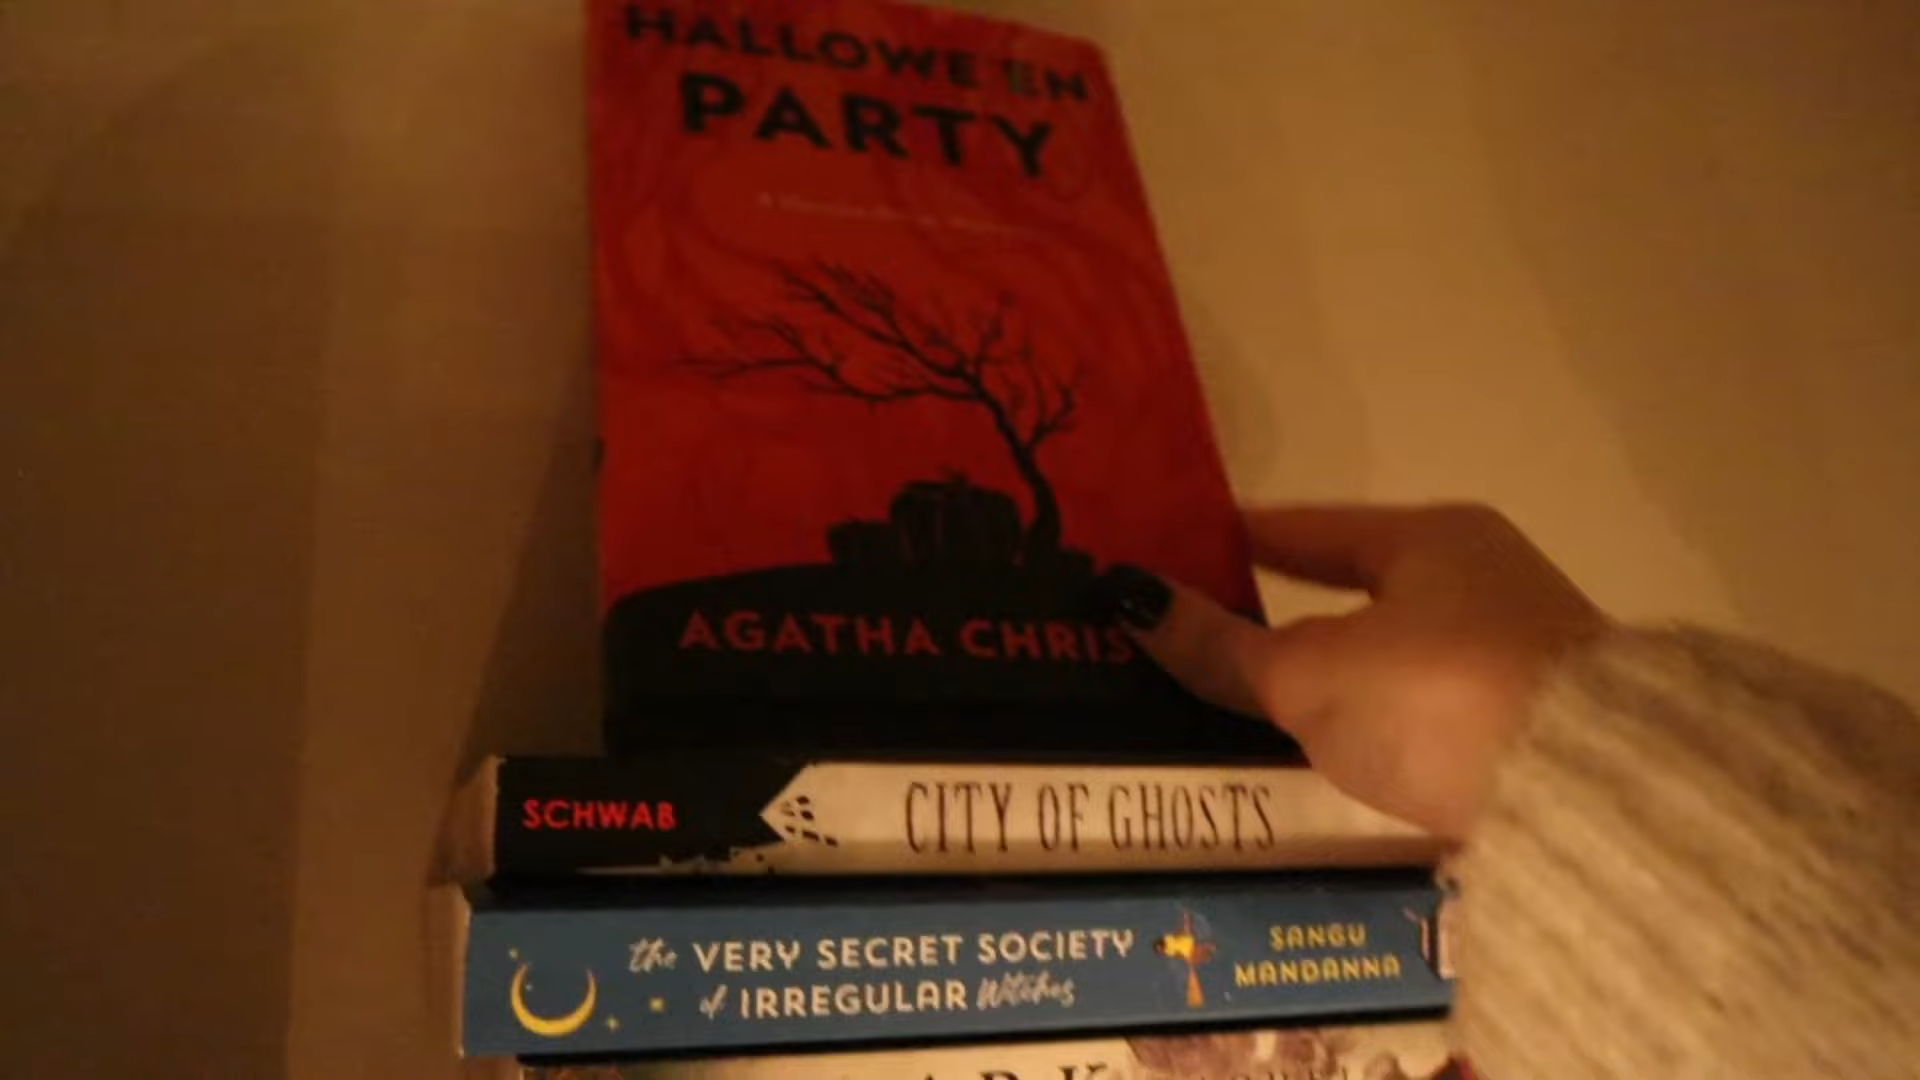 HALLOWE'EN
PARTY
AGATHA CHRIS
SCHWAB
CITY OF GHOSTS
the VERY SECRET SOCIETY
of IRREGULAR Witches
SANGU
MANDANNA